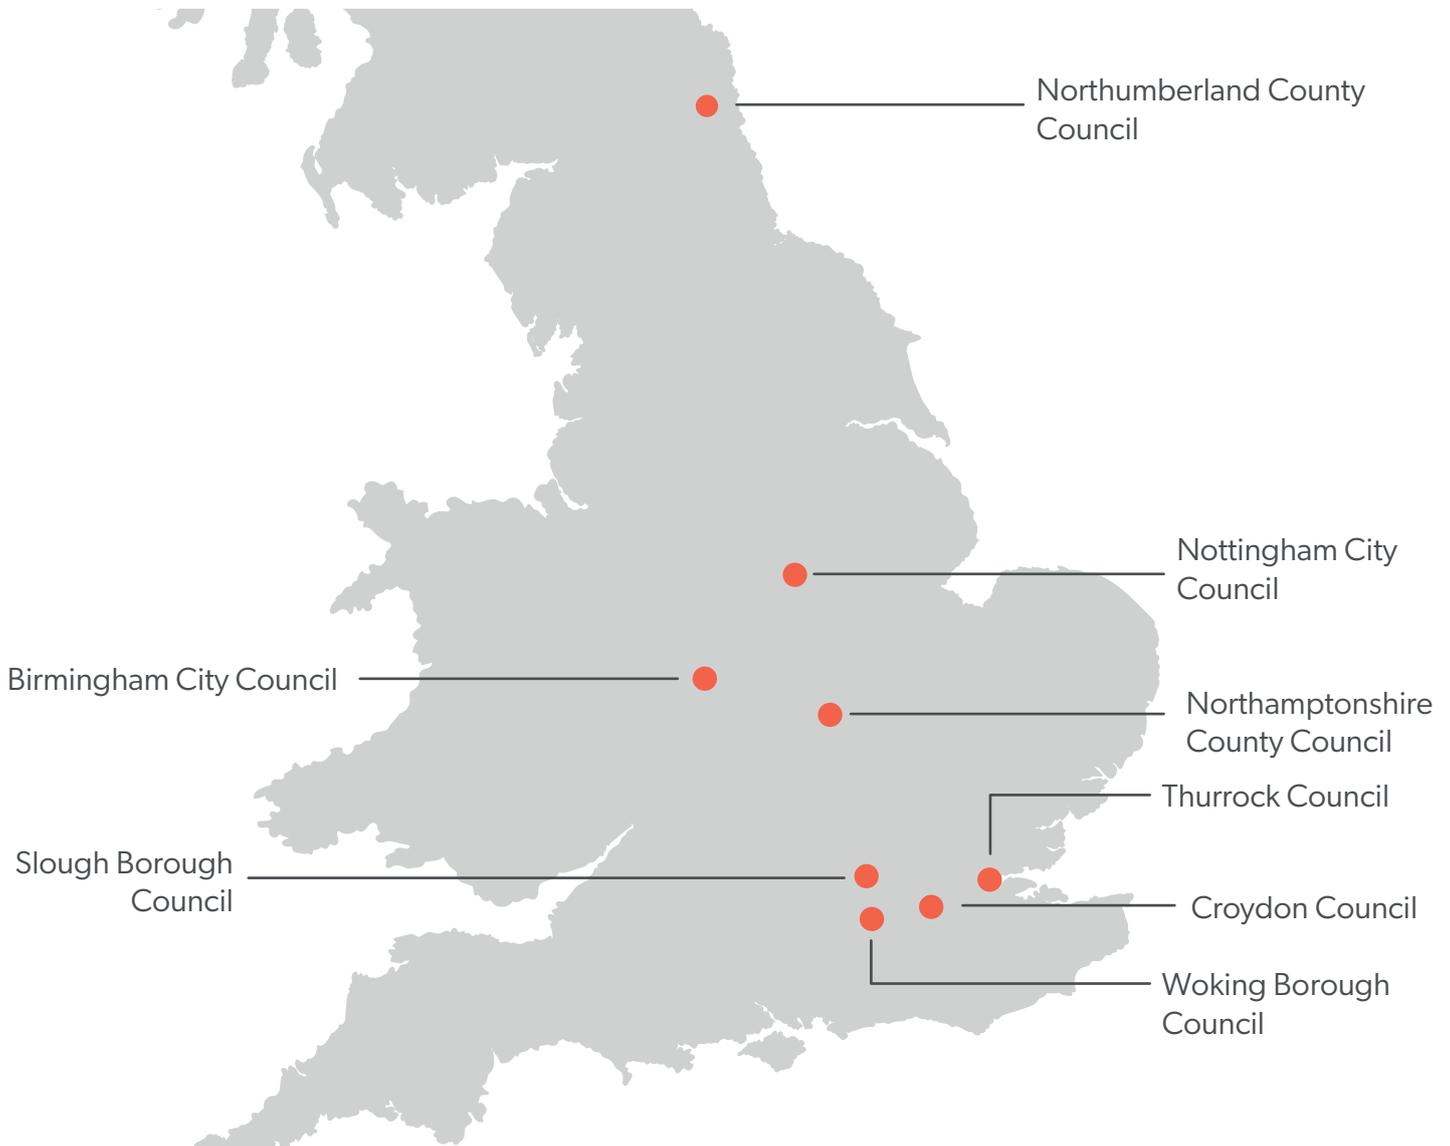 Northumberland County
Council
Nottingham City
Council
Birmingham City Council
Northamptonshire
County Council
Thurrock Council
Slough Borough
Council
Croydon Council
Woking Borough
Council